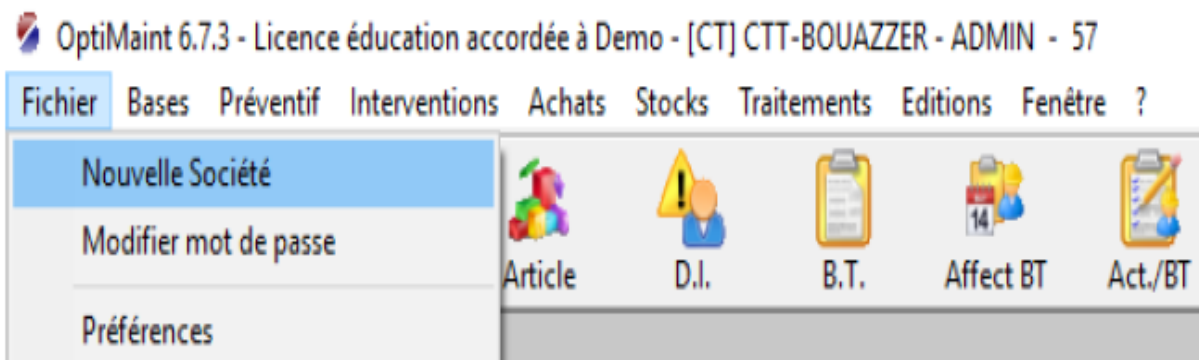 OptiMaint 6.7.3 - Licence éducation accordée à Demo - [CT] CTT-BOUAZZER - ADMIN - 57
Fichier Bases Préventif Interventions Achats Stocks Traitements Editions Fenêtre ?
Nouvelle Société
Modifier mot de passe
Préférences
14
Article D.I. B.T. Affect BT Act./BT